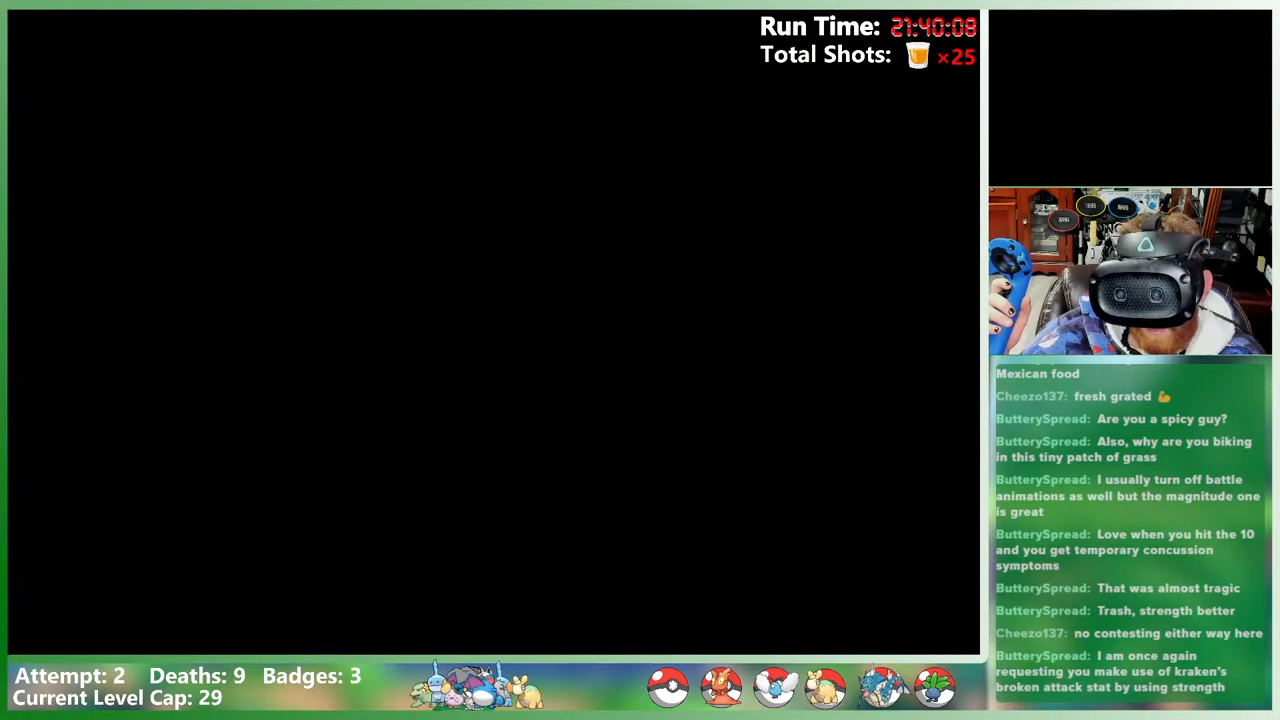 Run Time: 21:40:08
Total Shots: ×25
Mexican food
Cheezo137: fresh grated 💪
ButterySpread: Are you a spicy guy?
ButterySpread: Also, why are you biking
in this tiny patch of grass
ButterySpread: I usually turn off battle
animations as well but the magnitude one
is great
ButterySpread: Love when you hit the 10
and you get temporary concussion
symptoms
ButterySpread: That was almost tragic
ButterySpread: Trash, strength better
Cheezo137: no contesting either way here
ButterySpread: I am once again
requesting you make use of kraken's
broken attack stat by using strength
Attempt: 2 Deaths: 9 Badges: 3
Current Level Cap: 29